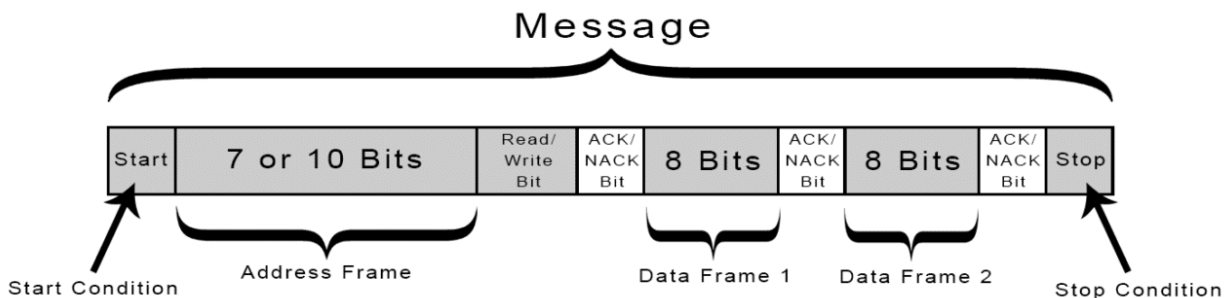 Message
Start
7 or 10 Bits
Read/
Write
Bit
ACK/
NACK
Bit
8 Bits
ACK/
NACK
Bit
8 Bits
ACK/
NACK
Bit
Stop
Start Condition
Address Frame
Data Frame 1
Data Frame 2
Stop Condition